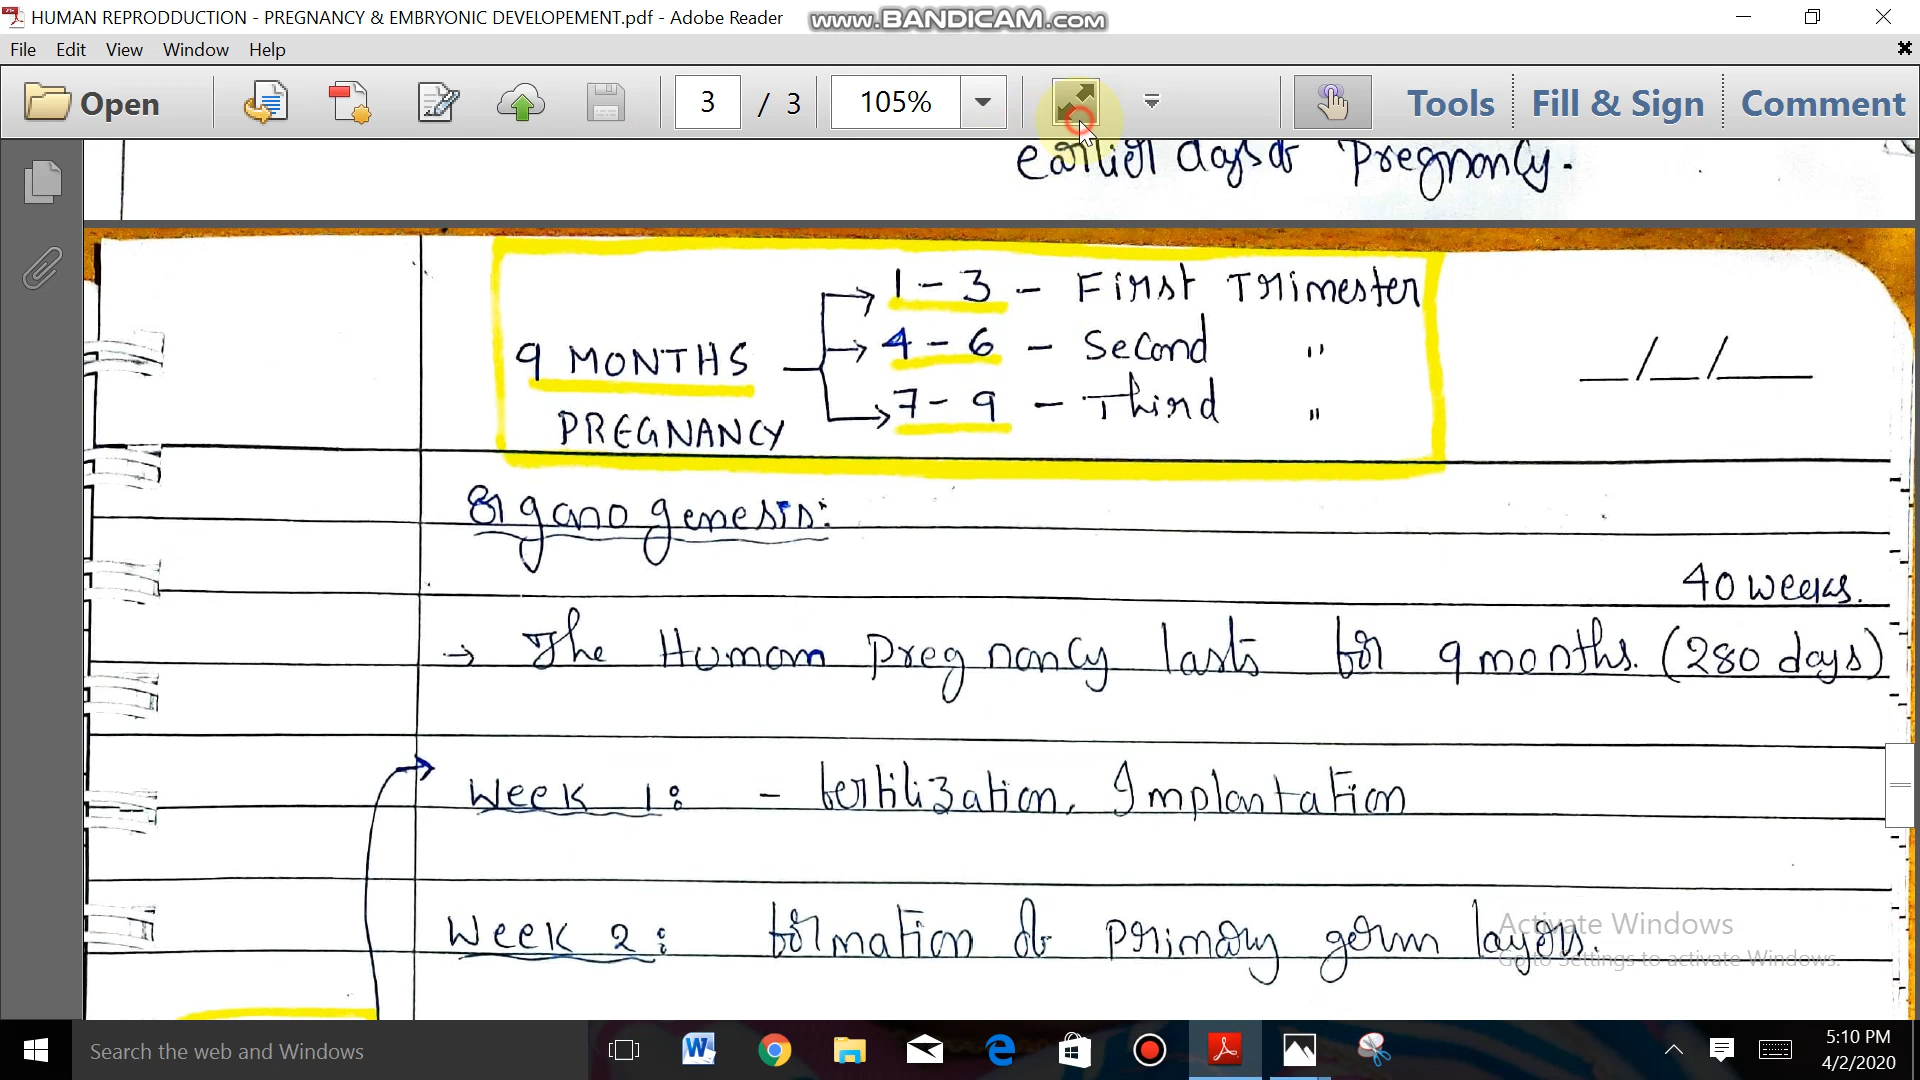 HUMAN REPRODDUCTION - PREGNANCY & EMBRYONIC DEVELOPEMENT.pdf - Adobe Reader
www.BANDICAM.com
File Edit View Window Help
Open 3 / 3 105% Tools Fill & Sign Comment
earlier days of Pregnancy.
1 - 3 - First Trimester
4 - 6 - Second "
9 MONTHS
7 - 9 - Third "
PREGNANCY
__/__/____
Organogenesis:
40 weeks.
→ The Human Pregnancy lasts for 9 months. (280 days)
Week 1: - fertilization, Implantation
Week 2: formation of primary germ layers.
Activate Windows
Go to Settings to activate Windows.
Search the web and Windows
5:10 PM
4/2/2020